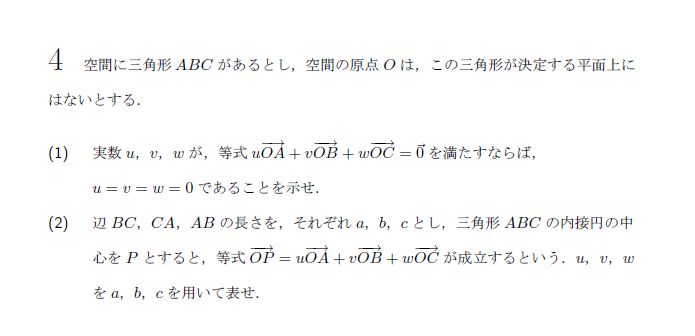 4 空間に三角形 ABC があるとし，空間の原点 O は，この三角形が決定する平面上に
はないとする．
(1) 実数 u，v，w が，等式 $u\overrightarrow{OA} + v\overrightarrow{OB} + w\overrightarrow{OC} = \vec{0}$ を満たすならば，
u = v = w = 0 であることを示せ．
(2) 辺 BC，CA，AB の長さを，それぞれ a，b，c とし，三角形 ABC の内接円の中
心を P とすると，等式 $\overrightarrow{OP} = u\overrightarrow{OA} + v\overrightarrow{OB} + w\overrightarrow{OC}$ が成立するという．u，v，w
を a，b，c を用いて表せ．